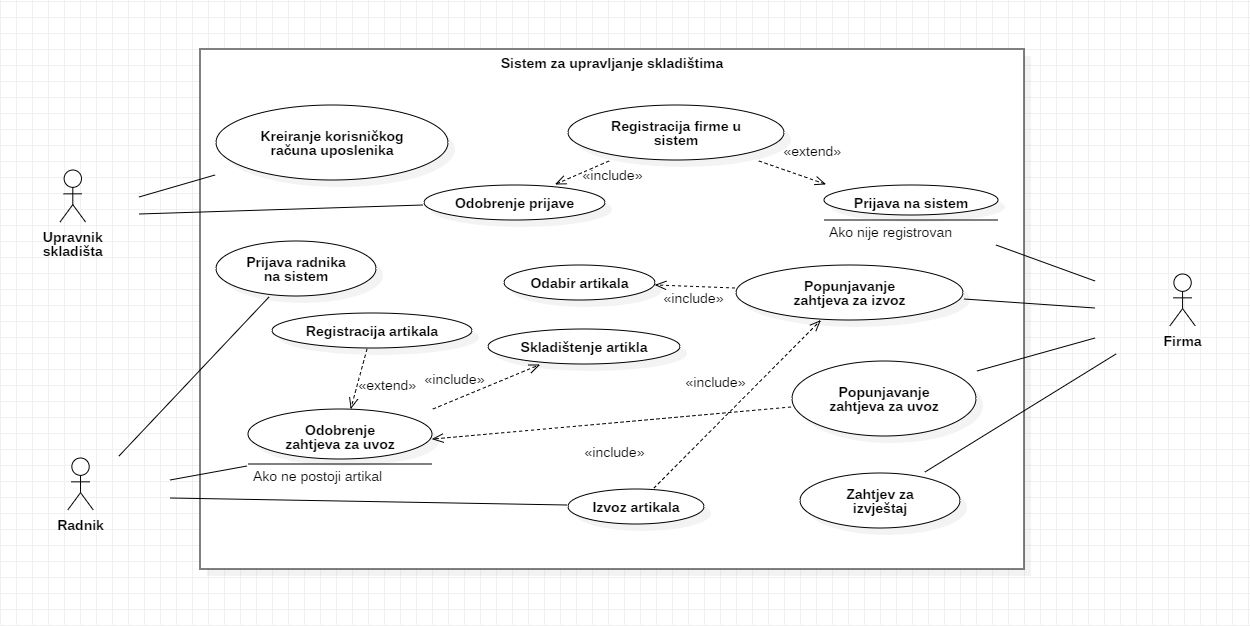 Sistem za upravljanje skladištima
Kreiranje korisničkog
računa uposlenika
Registracija firme u
sistem
«extend»
«include»
Odobrenje prijave
Prijava na sistem
Ako nije registrovan
Upravnik
skladišta
Prijava radnika
na sistem
Odabir artikala
«include»
Popunjavanje
zahtjeva za izvoz
Registracija artikala
Skladištenje artikla
Firma
«extend»
«include»
«include»
Popunjavanje
zahtjeva za uvoz
Odobrenje
zahtjeva za uvoz
«include»
Ako ne postoji artikal
Zahtjev za
izvještaj
Izvoz artikala
Radnik